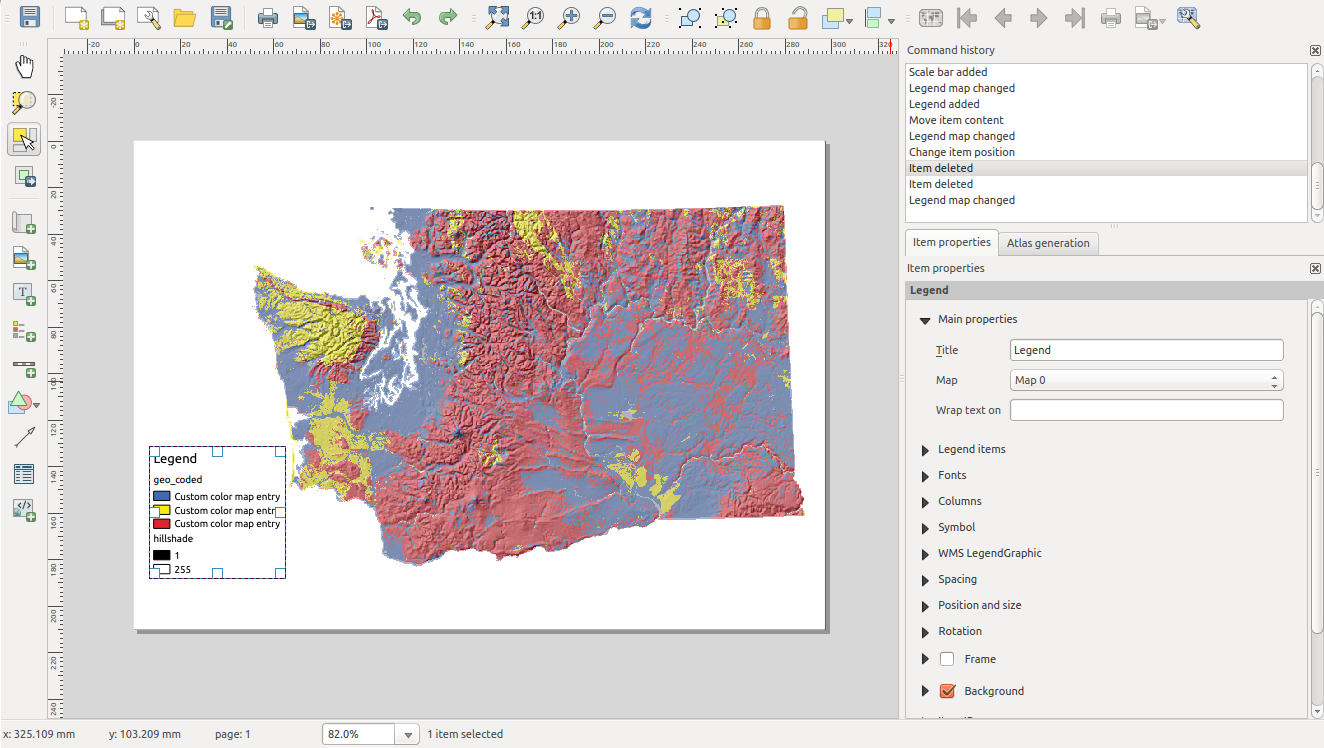 1:1
-20 0 20 40 60 80 100 120 140 160 180 200 220 240 260 280 300 320
-20
0
20
40
60
80
100
120
140
160
180
200
220
240
Legend
geo_coded
Custom color map entry
Custom color map entry
Custom color map entry
hillshade
1
255
Command history
Scale bar added
Legend map changed
Legend added
Move item content
Legend map changed
Change item position
Item deleted
Item deleted
Legend map changed
Item properties Atlas generation
Item properties
Legend
Main properties
Title Legend
Map Map 0
Wrap text on
Legend items
Fonts
Columns
Symbol
WMS LegendGraphic
Spacing
Position and size
Rotation
Frame
Background
x: 325.109 mm y: 103.209 mm page: 1 82.0% 1 item selected